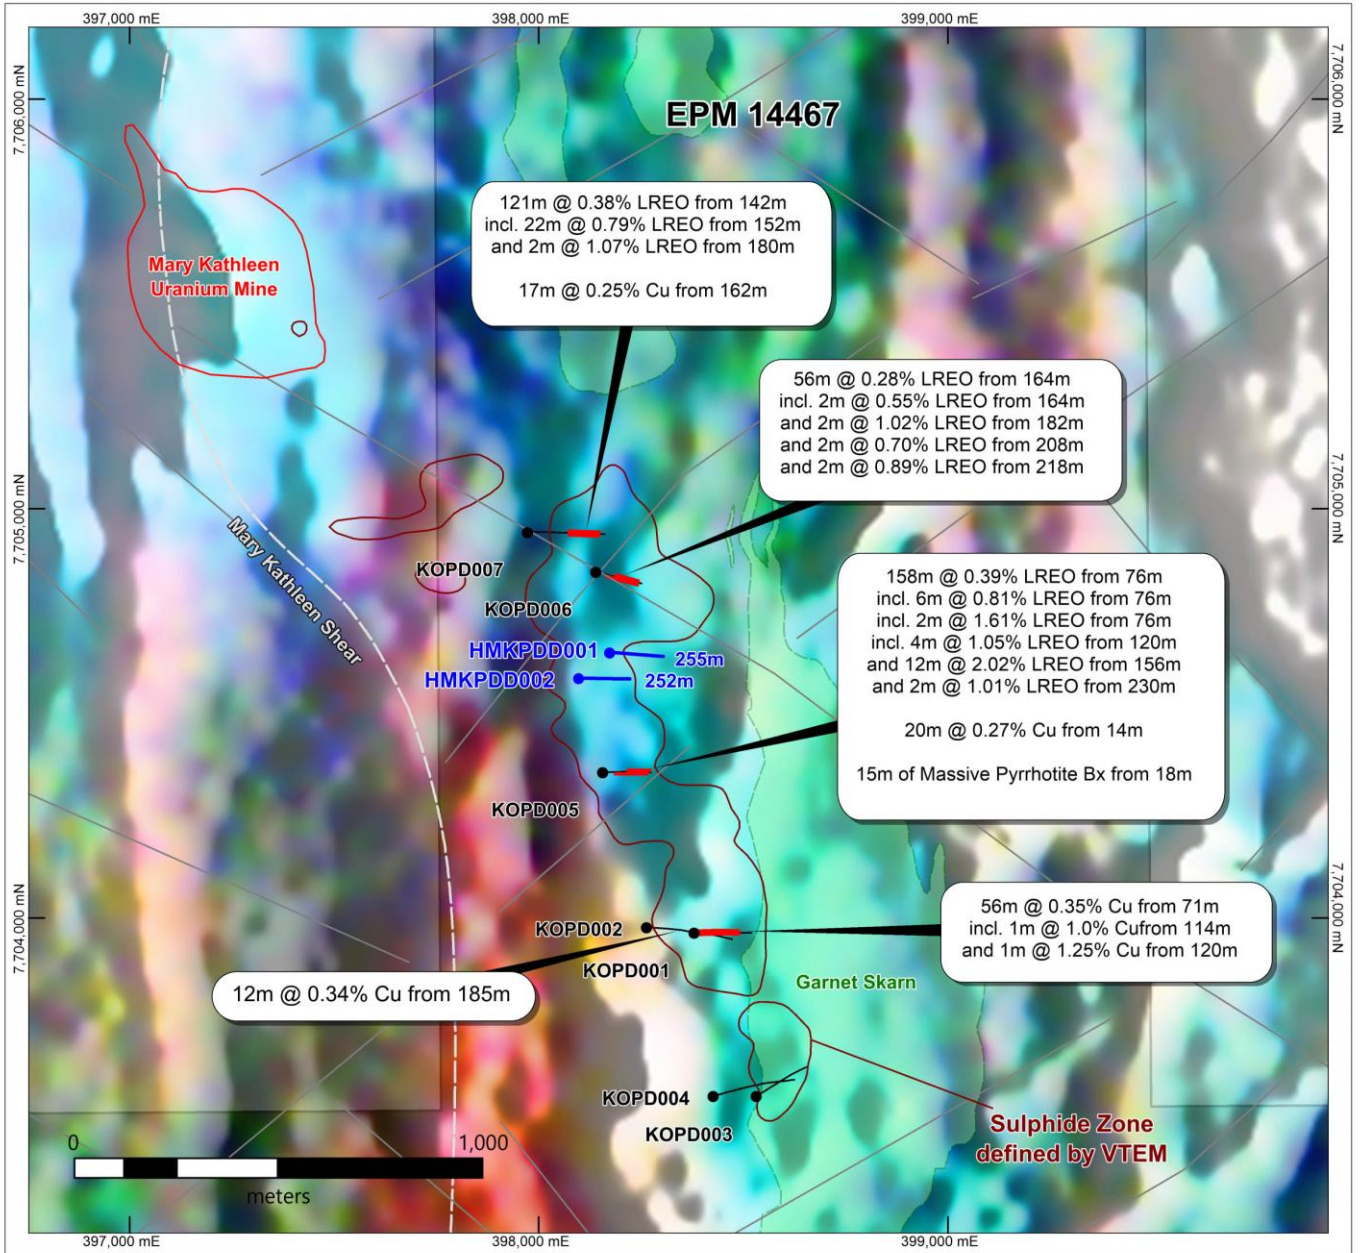 397,000 mE
398,000 mE
399,000 mE
7,706,000 mN
7,706,000 mN
EPM 14467
121m @ 0.38% LREO from 142m
incl. 22m @ 0.79% LREO from 152m
and 2m @ 1.07% LREO from 180m
17m @ 0.25% Cu from 162m
Mary Kathleen
Uranium Mine
56m @ 0.28% LREO from 164m
incl. 2m @ 0.55% LREO from 164m
and 2m @ 1.02% LREO from 182m
and 2m @ 0.70% LREO from 208m
and 2m @ 0.89% LREO from 218m
7,705,000 mN
7,705,000 mN
Mary Kathleen Shear
KOPD007
KOPD006
HMKPDD001
255m
HMKPDD002
252m
158m @ 0.39% LREO from 76m
incl. 6m @ 0.81% LREO from 76m
incl. 2m @ 1.61% LREO from 76m
incl. 4m @ 1.05% LREO from 120m
and 12m @ 2.02% LREO from 156m
and 2m @ 1.01% LREO from 230m
20m @ 0.27% Cu from 14m
15m of Massive Pyrrhotite Bx from 18m
KOPD005
7,704,000 mN
7,704,000 mN
KOPD002
KOPD001
56m @ 0.35% Cu from 71m
incl. 1m @ 1.0% Cufrom 114m
and 1m @ 1.25% Cu from 120m
12m @ 0.34% Cu from 185m
Garnet Skarn
KOPD004
KOPD003
Sulphide Zone
defined by VTEM
0
1,000
meters
397,000 mE
398,000 mE
399,000 mE